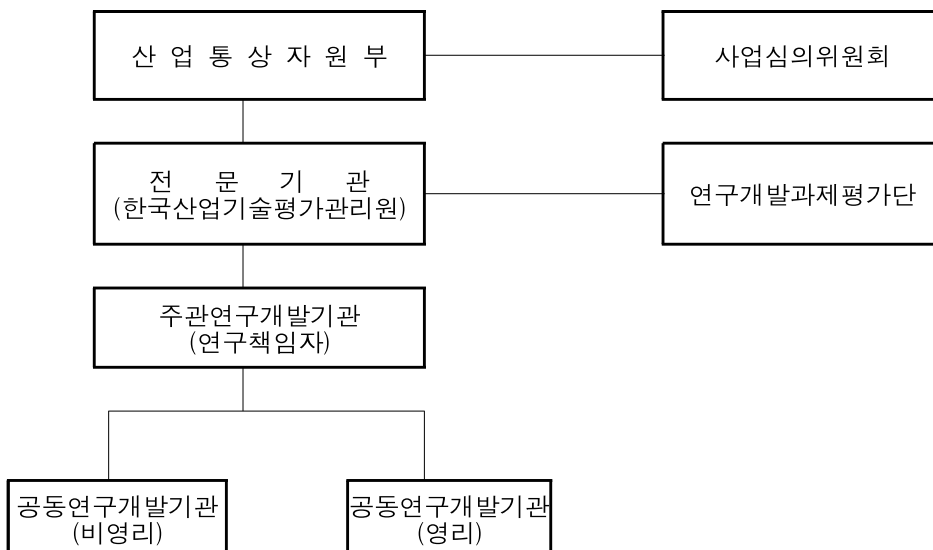 산 업 통 상 자 원 부
사업심의위원회
전 문 기 관
(한국산업기술평가관리원)
연구개발과제평가단
주관연구개발기관
(연구책임자)
공동연구개발기관
(비영리)
공동연구개발기관
(영리)